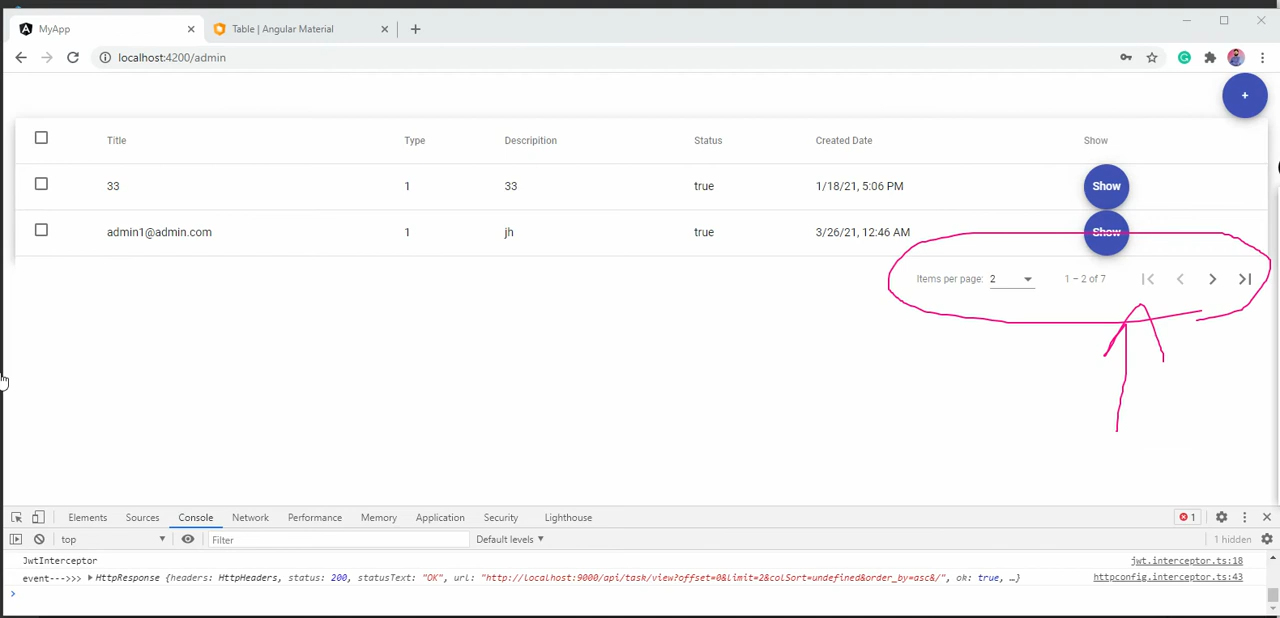 MyApp
Table | Angular Material
localhost:4200/admin
+
Title Type Descripition Status Created Date Show
33 1 33 true 1/18/21, 5:06 PM Show
admin1@admin.com 1 jh true 3/26/21, 12:46 AM Show
Items per page: 2 1 – 2 of 7
Elements Sources Console Network Performance Memory Application Security Lighthouse 1
top Filter Default levels 1 hidden
JwtInterceptor jwt.interceptor.ts:18
event--->>> HttpResponse {headers: HttpHeaders, status: 200, statusText: "OK", url: "http://localhost:9000/api/task/view?offset=0&limit=2&colSort=undefined&order_by=asc&/", ok: true, …} httpconfig.interceptor.ts:43